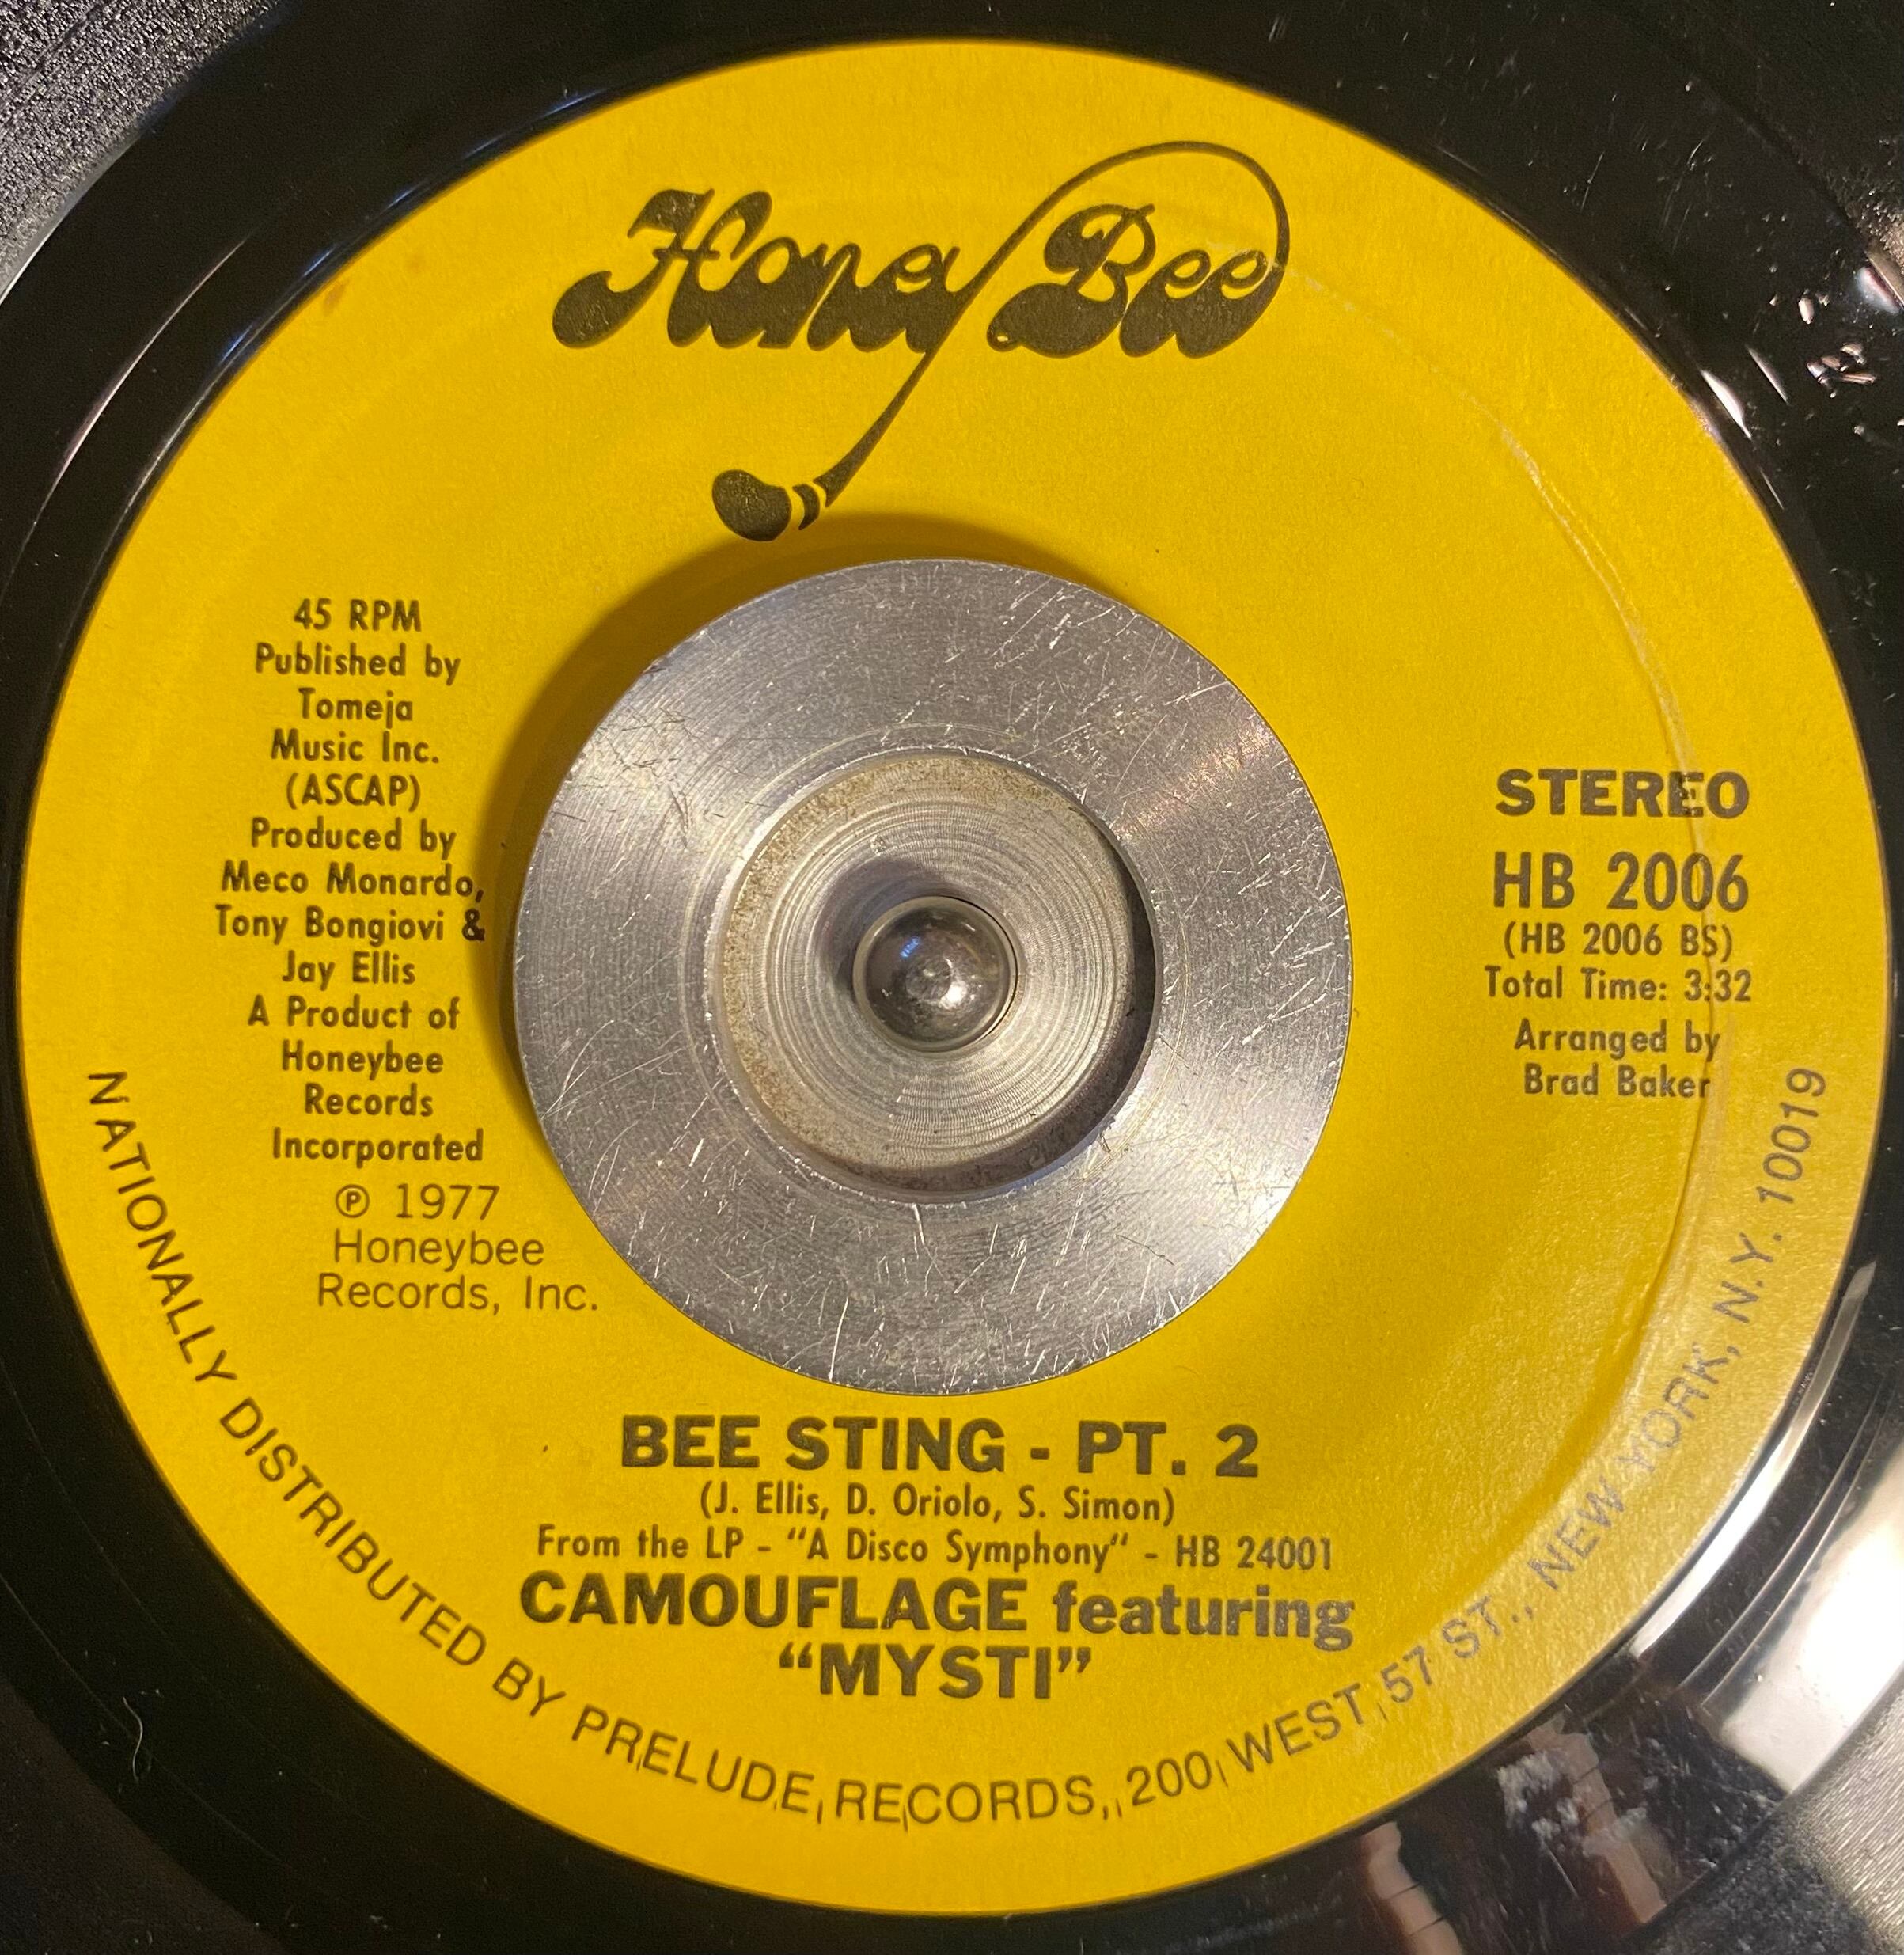 Honey Bee
45 RPM
Published by
Tomeja
Music Inc.
(ASCAP)
Produced by
Meco Monardo,
Tony Bongiovi &
Jay Ellis
A Product of
Honeybee
Records
Incorporated
℗ 1977
Honeybee
Records, Inc.
STEREO
HB 2006
(HB 2006 BS)
Total Time: 3:32
Arranged by
Brad Baker
BEE STING - PT. 2
(J. Ellis, D. Oriolo, S. Simon)
From the LP - "A Disco Symphony" - HB 24001
CAMOUFLAGE featuring
"MYSTI"
NATIONALLY DISTRIBUTED BY PRELUDE RECORDS, 200 WEST 57 ST., NEW YORK, N.Y. 10019